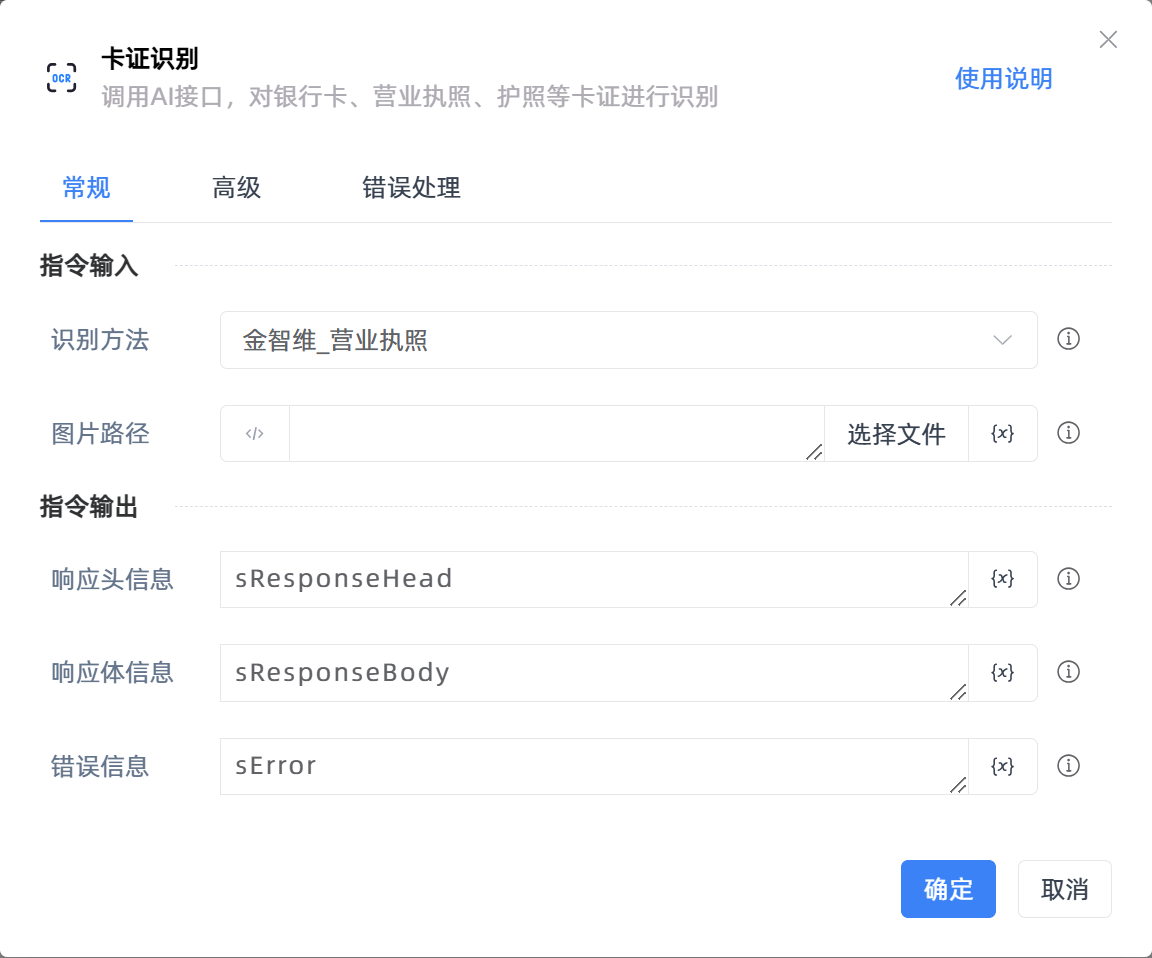 OCR
卡证识别
调用AI接口，对银行卡、营业执照、护照等卡证进行识别
使用说明
常规 高级 错误处理
指令输入
识别方法 金智维_营业执照
图片路径 </> 选择文件 {x}
指令输出
响应头信息 sResponseHead {x}
响应体信息 sResponseBody {x}
错误信息 sError {x}
确定 取消